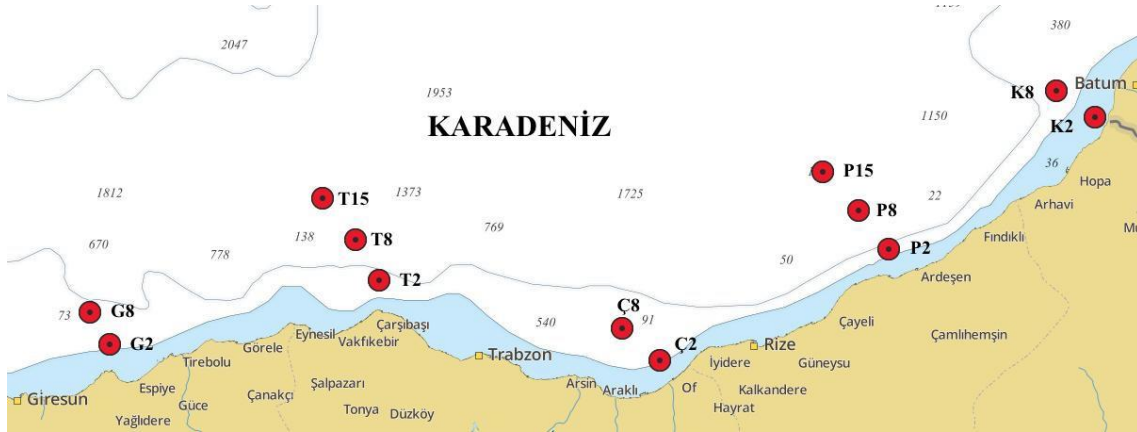 1139
380
2047
Batum
K8
1953
1150
K2
KARADENİZ
36
P15
Hopa
1812
T15
1373
1725
22
Arhavi
P8
138
T8
769
670
778
Fındıklı
P2
50
T2
Ardeşen
73
G8
Ç8
91
540
Çarşıbaşı
Çayeli
G2
Eynesil
Vakfıkebir
Görele
Ç2
Rize
Çamlıhemşin
Trabzon
Tirebolu
İyidere
Güneysu
Espiye
Şalpazarı
Arsin
Araklı
Of
Kalkandere
Giresun
Çanakçı
Güce
Tonya
Düzköy
Hayrat
Yağlıdere